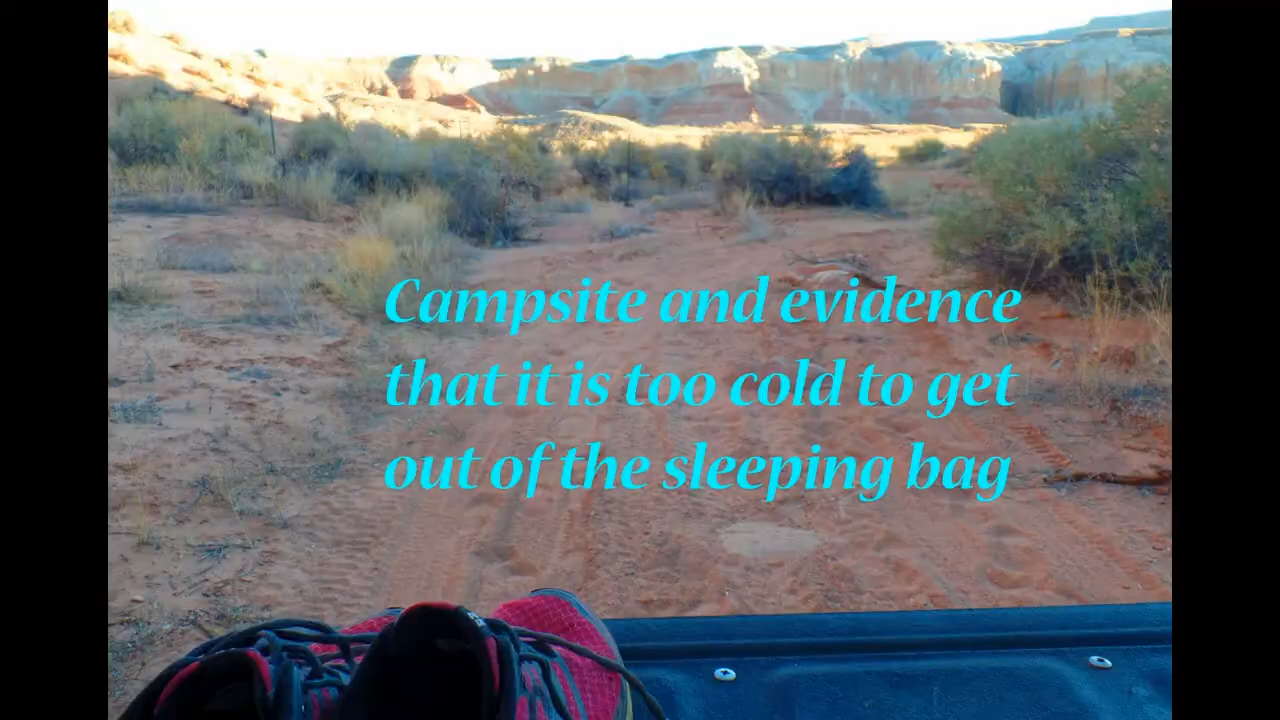 Campsite and evidence
that it is too cold to get
out of the sleeping bag